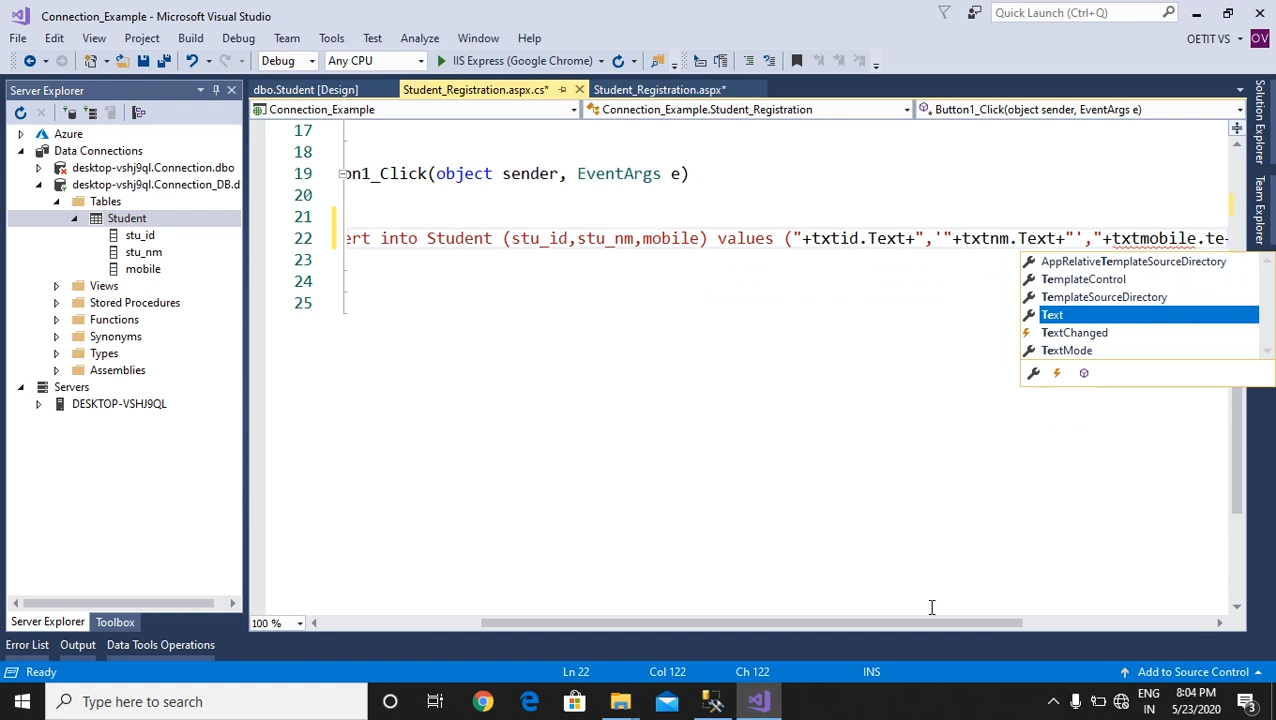 Connection_Example - Microsoft Visual Studio
Quick Launch (Ctrl+Q)
File Edit View Project Build Debug Team Tools Test Analyze Window Help
OETIT VS OV
Debug Any CPU IIS Express (Google Chrome)
Server Explorer
dbo.Student [Design] Student_Registration.aspx.cs* Student_Registration.aspx*
Connection_Example Connection_Example.Student_Registration Button1_Click(object sender, EventArgs e)
Azure
Data Connections
desktop-vshj9ql.Connection.dbo
desktop-vshj9ql.Connection_DB.d
Tables
Student
stu_id
stu_nm
mobile
Views
Stored Procedures
Functions
Synonyms
Types
Assemblies
Servers
DESKTOP-VSHJ9QL
17
18
19 on1_Click(object sender, EventArgs e)
20
21
22 ert into Student (stu_id,stu_nm,mobile) values ("+txtid.Text+",'"+txtnm.Text+"',"+txtmobile.te-
23
24
25
AppRelativeTemplateSourceDirectory
TemplateControl
TemplateSourceDirectory
Text
TextChanged
TextMode
Solution Explorer
Team Explorer
100 %
Server Explorer Toolbox
Error List Output Data Tools Operations
Ready Ln 22 Col 122 Ch 122 INS Add to Source Control
Type here to search
ENG
IN
8:04 PM
5/23/2020
3